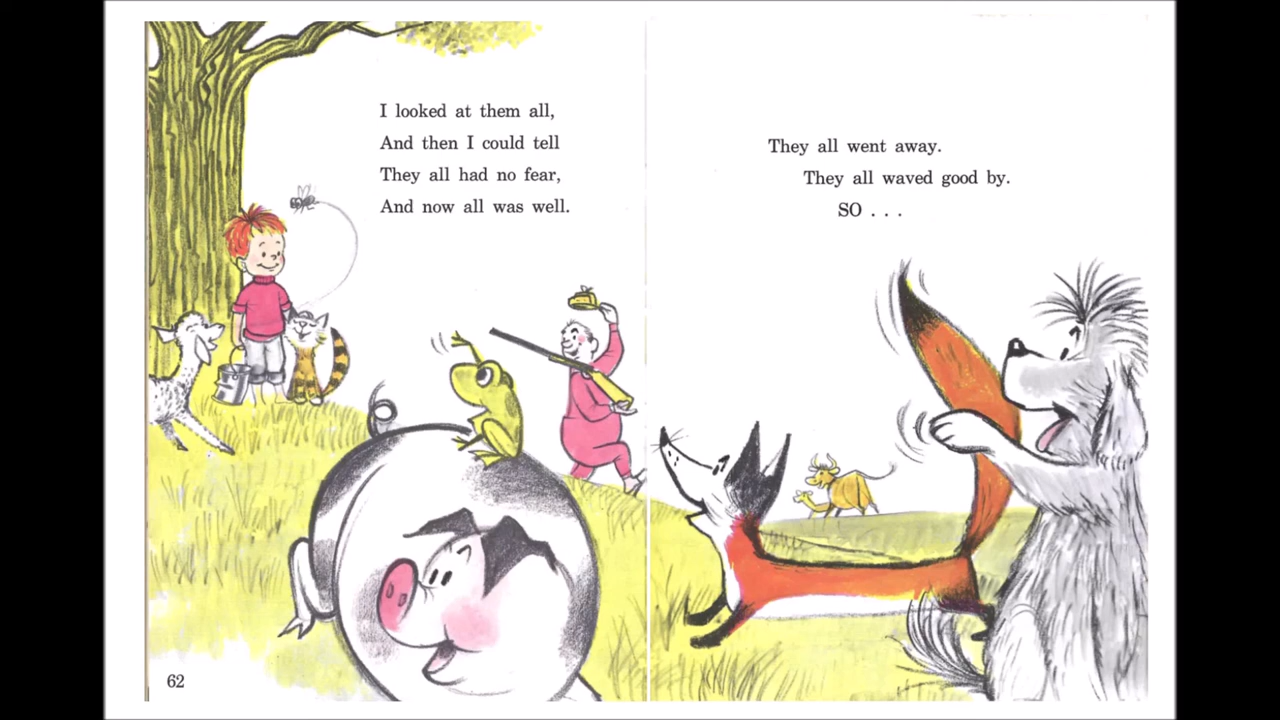 I looked at them all,
And then I could tell
They all had no fear,
And now all was well.
62
They all went away.
They all waved good by.
SO . . .